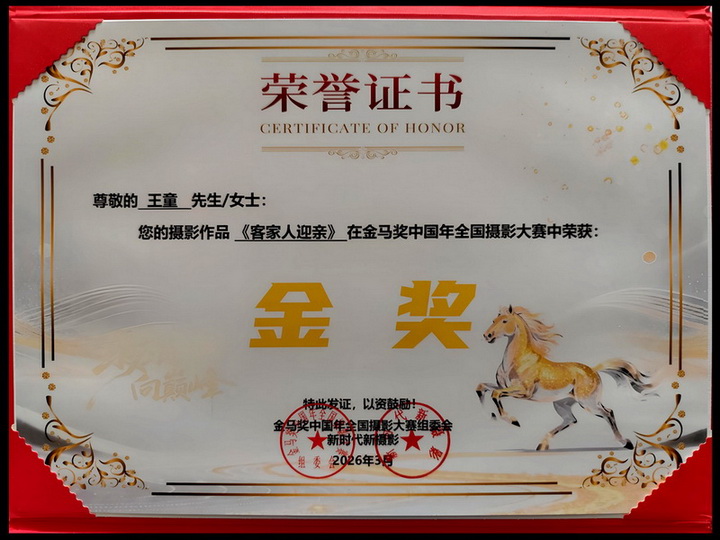 荣誉证书
CERTIFICATE OF HONOR
尊敬的 王童 先生/女士:
您的摄影作品《客家人迎亲》在金马奖中国年全国摄影大赛中荣获:
金奖
向巅峰
特此发证，以资鼓励！
金马奖中国年全国摄影大赛组委会
新时代新摄影
2026年3月